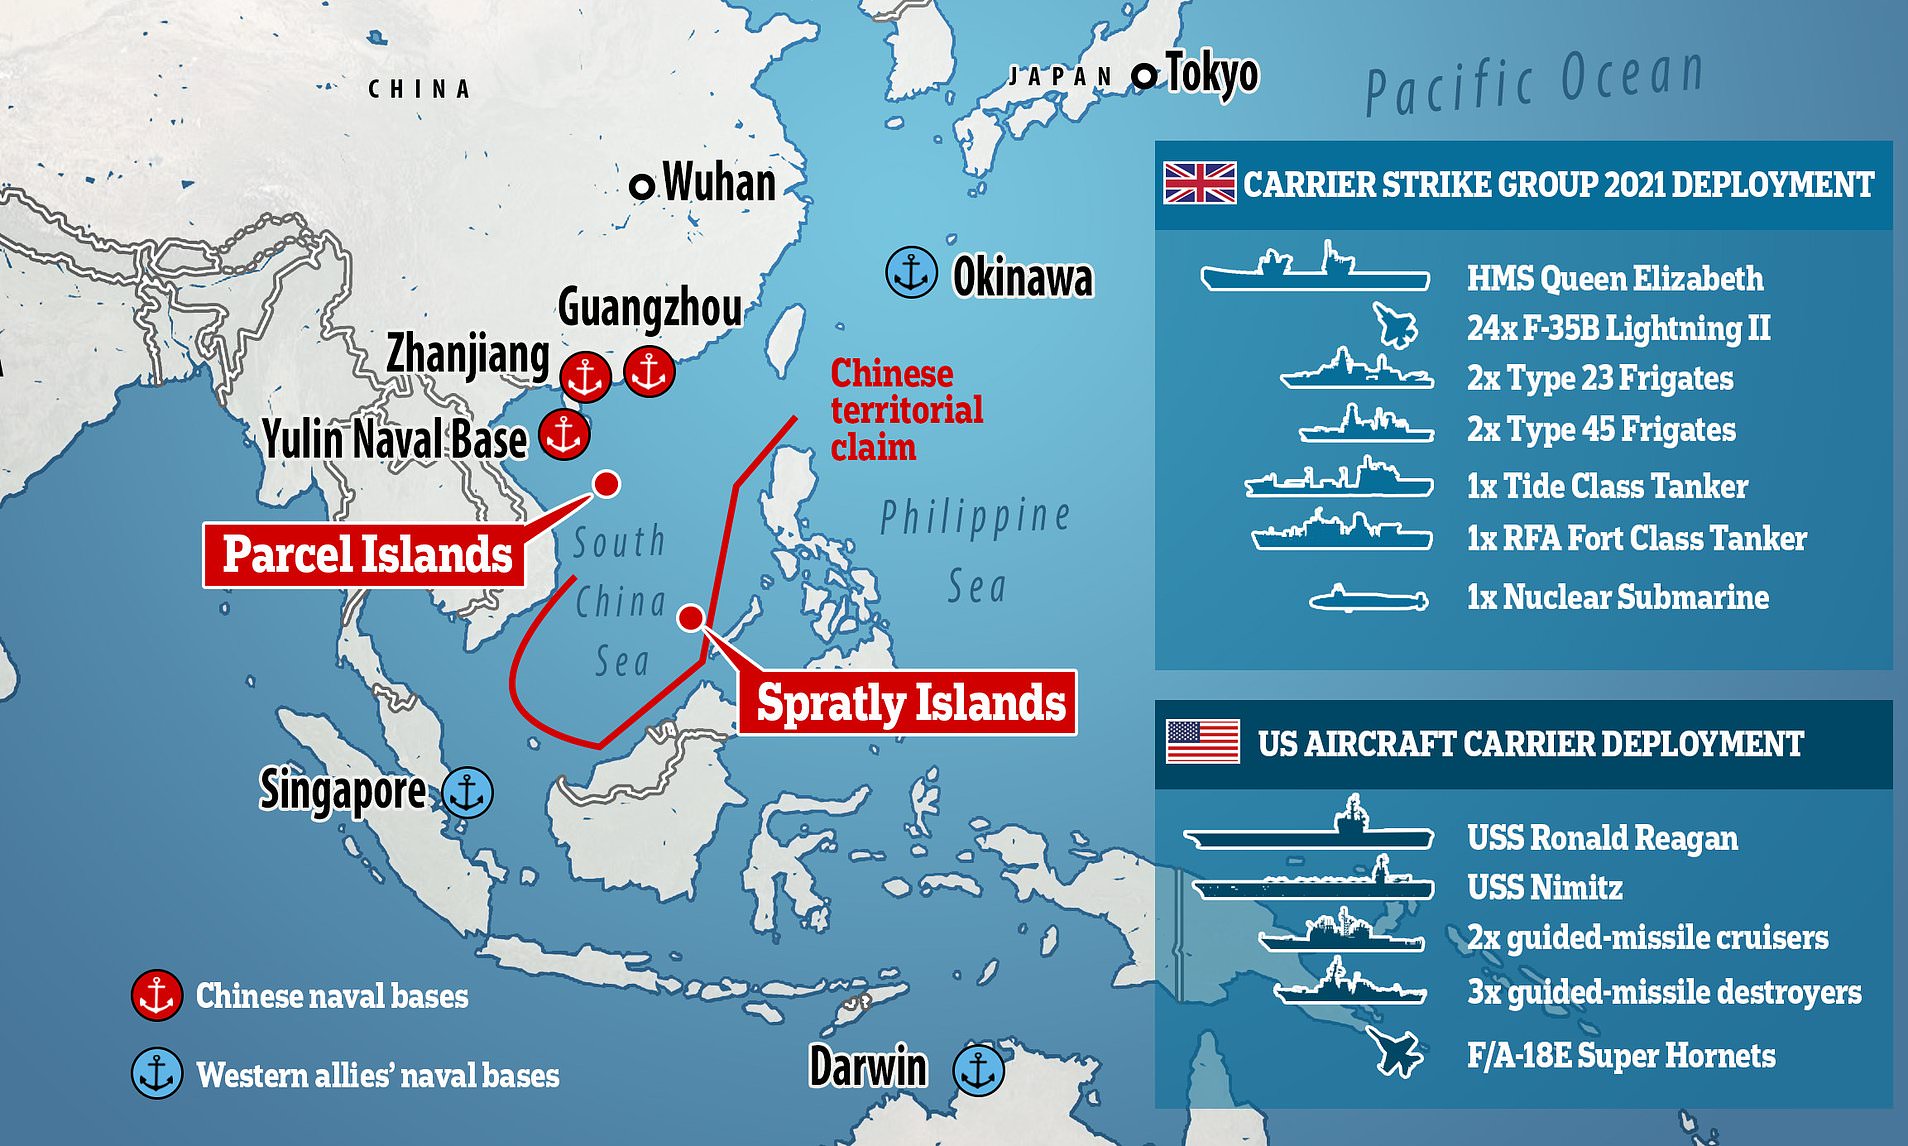 CHINA
JAPAN
Tokyo
Pacific Ocean
Wuhan
Okinawa
Guangzhou
Zhanjiang
Yulin Naval Base
Chinese
territorial
claim
Parcel Islands
South
China
Sea
Philippine
Sea
Spratly Islands
Singapore
Darwin
Chinese naval bases
Western allies' naval bases
CARRIER STRIKE GROUP 2021 DEPLOYMENT
HMS Queen Elizabeth
24x F-35B Lightning II
2x Type 23 Frigates
2x Type 45 Frigates
1x Tide Class Tanker
1x RFA Fort Class Tanker
1x Nuclear Submarine
US AIRCRAFT CARRIER DEPLOYMENT
USS Ronald Reagan
USS Nimitz
2x guided-missile cruisers
3x guided-missile destroyers
F/A-18E Super Hornets